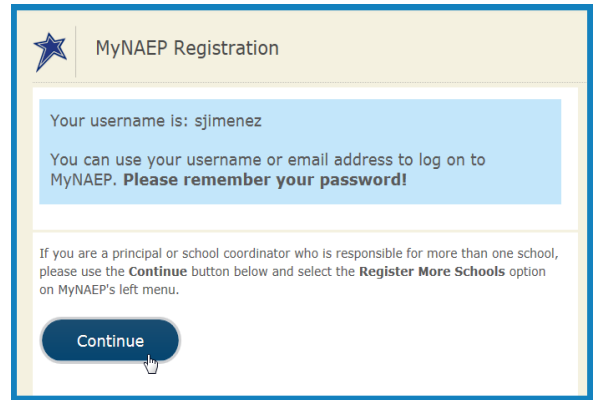 MyNAEP Registration
Your username is: sjimenez
You can use your username or email address to log on to
MyNAEP. Please remember your password!
If you are a principal or school coordinator who is responsible for more than one school,
please use the Continue button below and select the Register More Schools option
on MyNAEP's left menu.
Continue